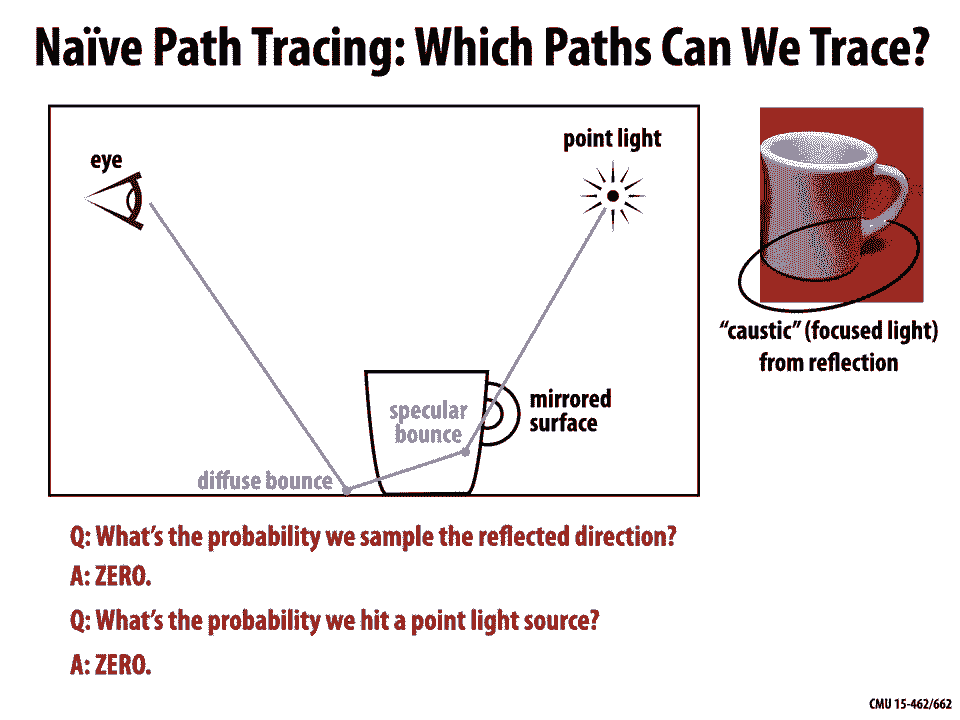 Naïve Path Tracing: Which Paths Can We Trace?
eye
point light
specular
bounce
mirrored
surface
diffuse bounce
“caustic” (focused light)
from reflection
Q: What’s the probability we sample the reflected direction?
A: ZERO.
Q: What’s the probability we hit a point light source?
A: ZERO.
CMU 15-462/662